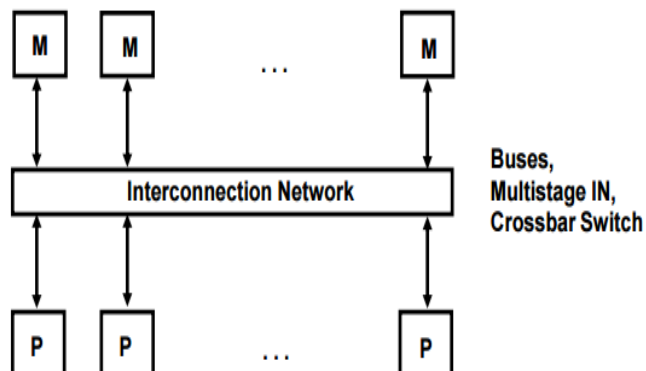 M M ... M
Interconnection Network
Buses,
Multistage IN,
Crossbar Switch
P P ... P